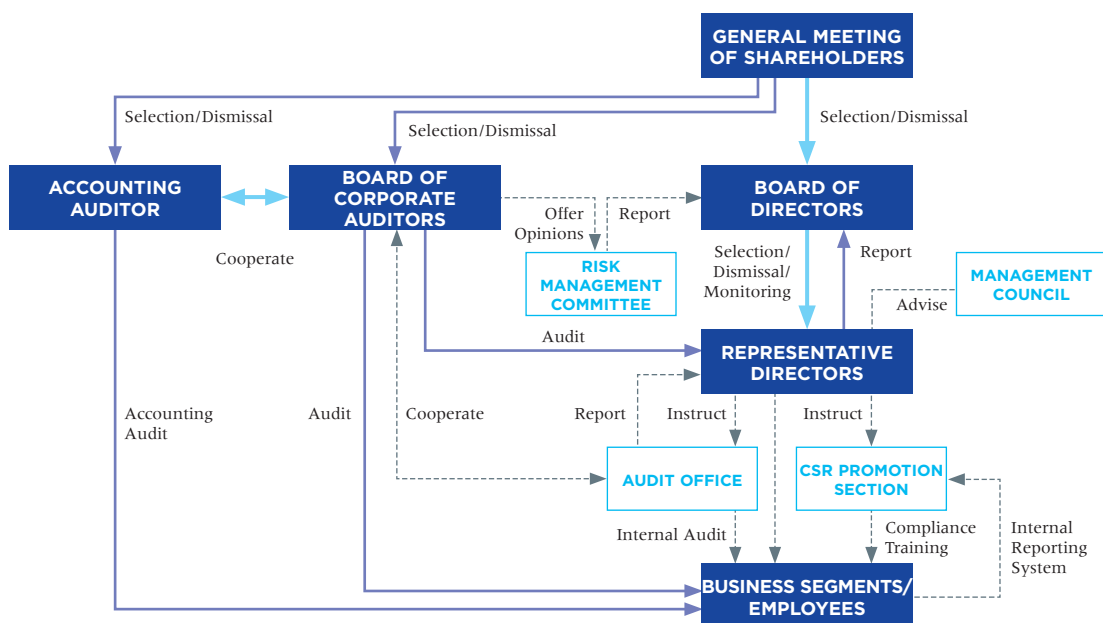 GENERAL MEETING
OF SHAREHOLDERS
Selection/Dismissal
Selection/Dismissal
Selection/Dismissal
ACCOUNTING
AUDITOR
BOARD OF
CORPORATE
AUDITORS
BOARD OF
DIRECTORS
Cooperate
Offer
Opinions
Report
RISK
MANAGEMENT
COMMITTEE
Selection/
Dismissal/
Monitoring
Report
MANAGEMENT
COUNCIL
Advise
Audit
REPRESENTATIVE
DIRECTORS
Accounting
Audit
Audit
Cooperate
Report
Instruct
Instruct
AUDIT OFFICE
CSR PROMOTION
SECTION
Internal Audit
Compliance
Training
Internal
Reporting
System
BUSINESS SEGMENTS/
EMPLOYEES